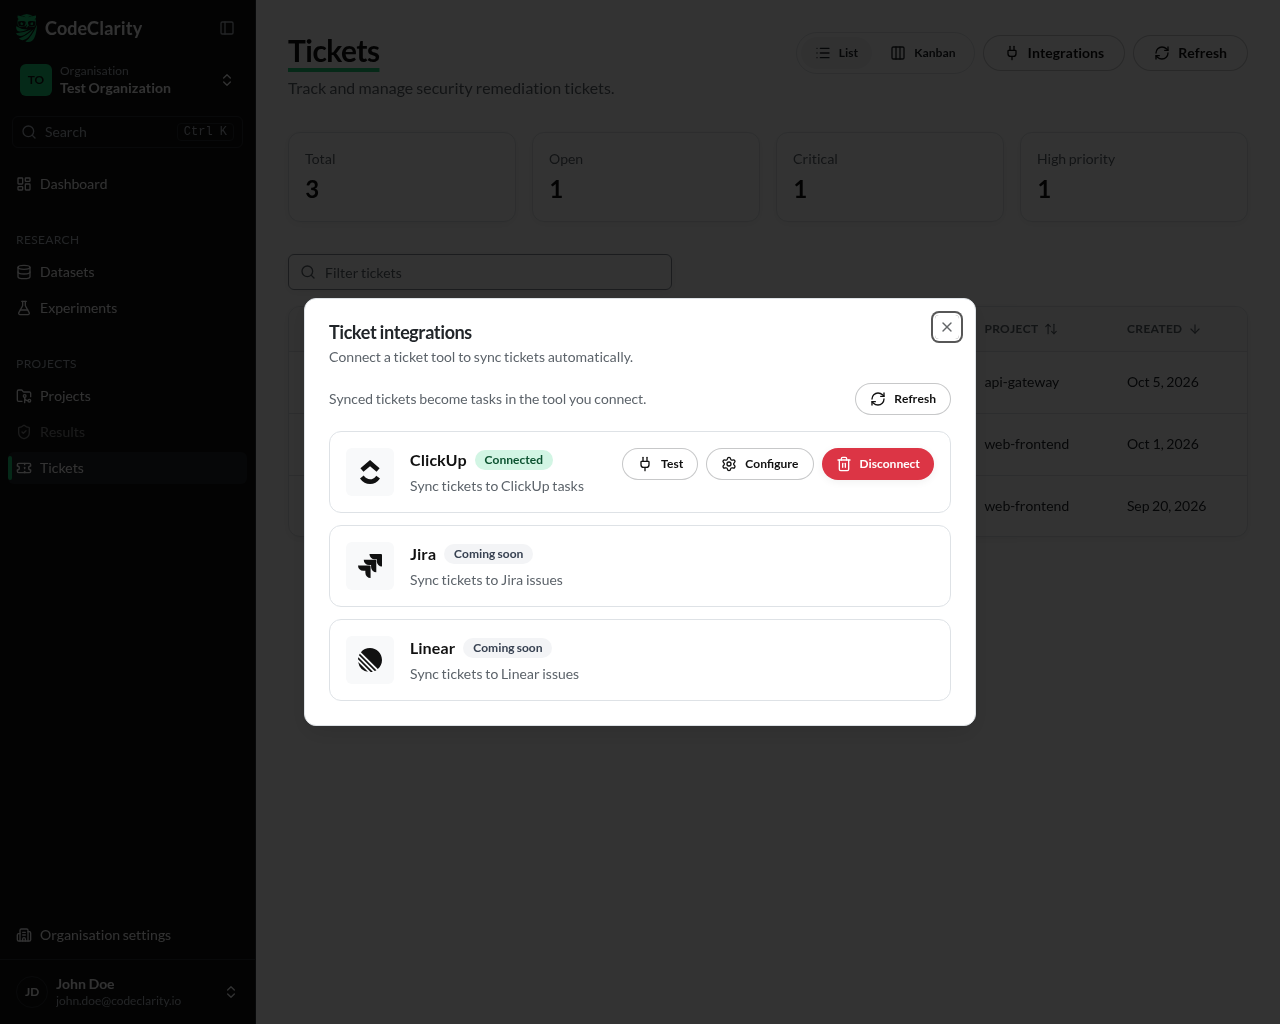 CodeClarity
TO
Organisation
Test Organization
Search
Ctrl K
Dashboard
RESEARCH
Datasets
Experiments
PROJECTS
Projects
Results
Tickets
Organisation settings
JD
John Doe
john.doe@codeclarity.io
Tickets
Track and manage security remediation tickets.
List
Kanban
Integrations
Refresh
Total
3
Open
1
Critical
1
High priority
1
Filter tickets
PROJECT
CREATED
api-gateway
Oct 5, 2026
web-frontend
Oct 1, 2026
web-frontend
Sep 20, 2026
Ticket integrations
Connect a ticket tool to sync tickets automatically.
Synced tickets become tasks in the tool you connect.
Refresh
ClickUp
Connected
Sync tickets to ClickUp tasks
Test
Configure
Disconnect
Jira
Coming soon
Sync tickets to Jira issues
Linear
Coming soon
Sync tickets to Linear issues